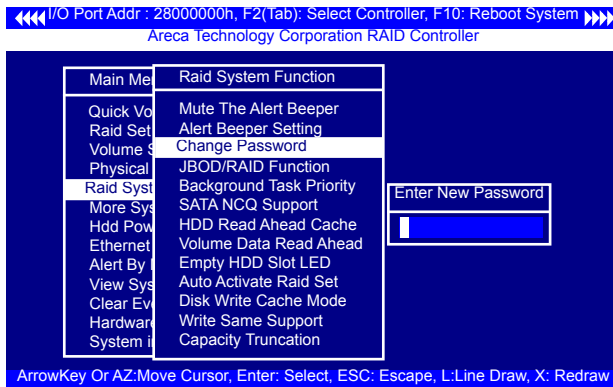 I/O Port Addr : 28000000h, F2(Tab): Select Controller, F10: Reboot System
Areca Technology Corporation RAID Controller
Main Me
Quick Vo
Raid Set
Volume S
Physical
Raid Syst
More Sys
Hdd Pow
Ethernet
Alert By
View Sys
Clear Eve
Hardware
System i
Raid System Function
Mute The Alert Beeper
Alert Beeper Setting
Change Password
JBOD/RAID Function
Background Task Priority
SATA NCQ Support
HDD Read Ahead Cache
Volume Data Read Ahead
Empty HDD Slot LED
Auto Activate Raid Set
Disk Write Cache Mode
Write Same Support
Capacity Truncation
Enter New Password
ArrowKey Or AZ:Move Cursor, Enter: Select, ESC: Escape, L:Line Draw, X: Redraw